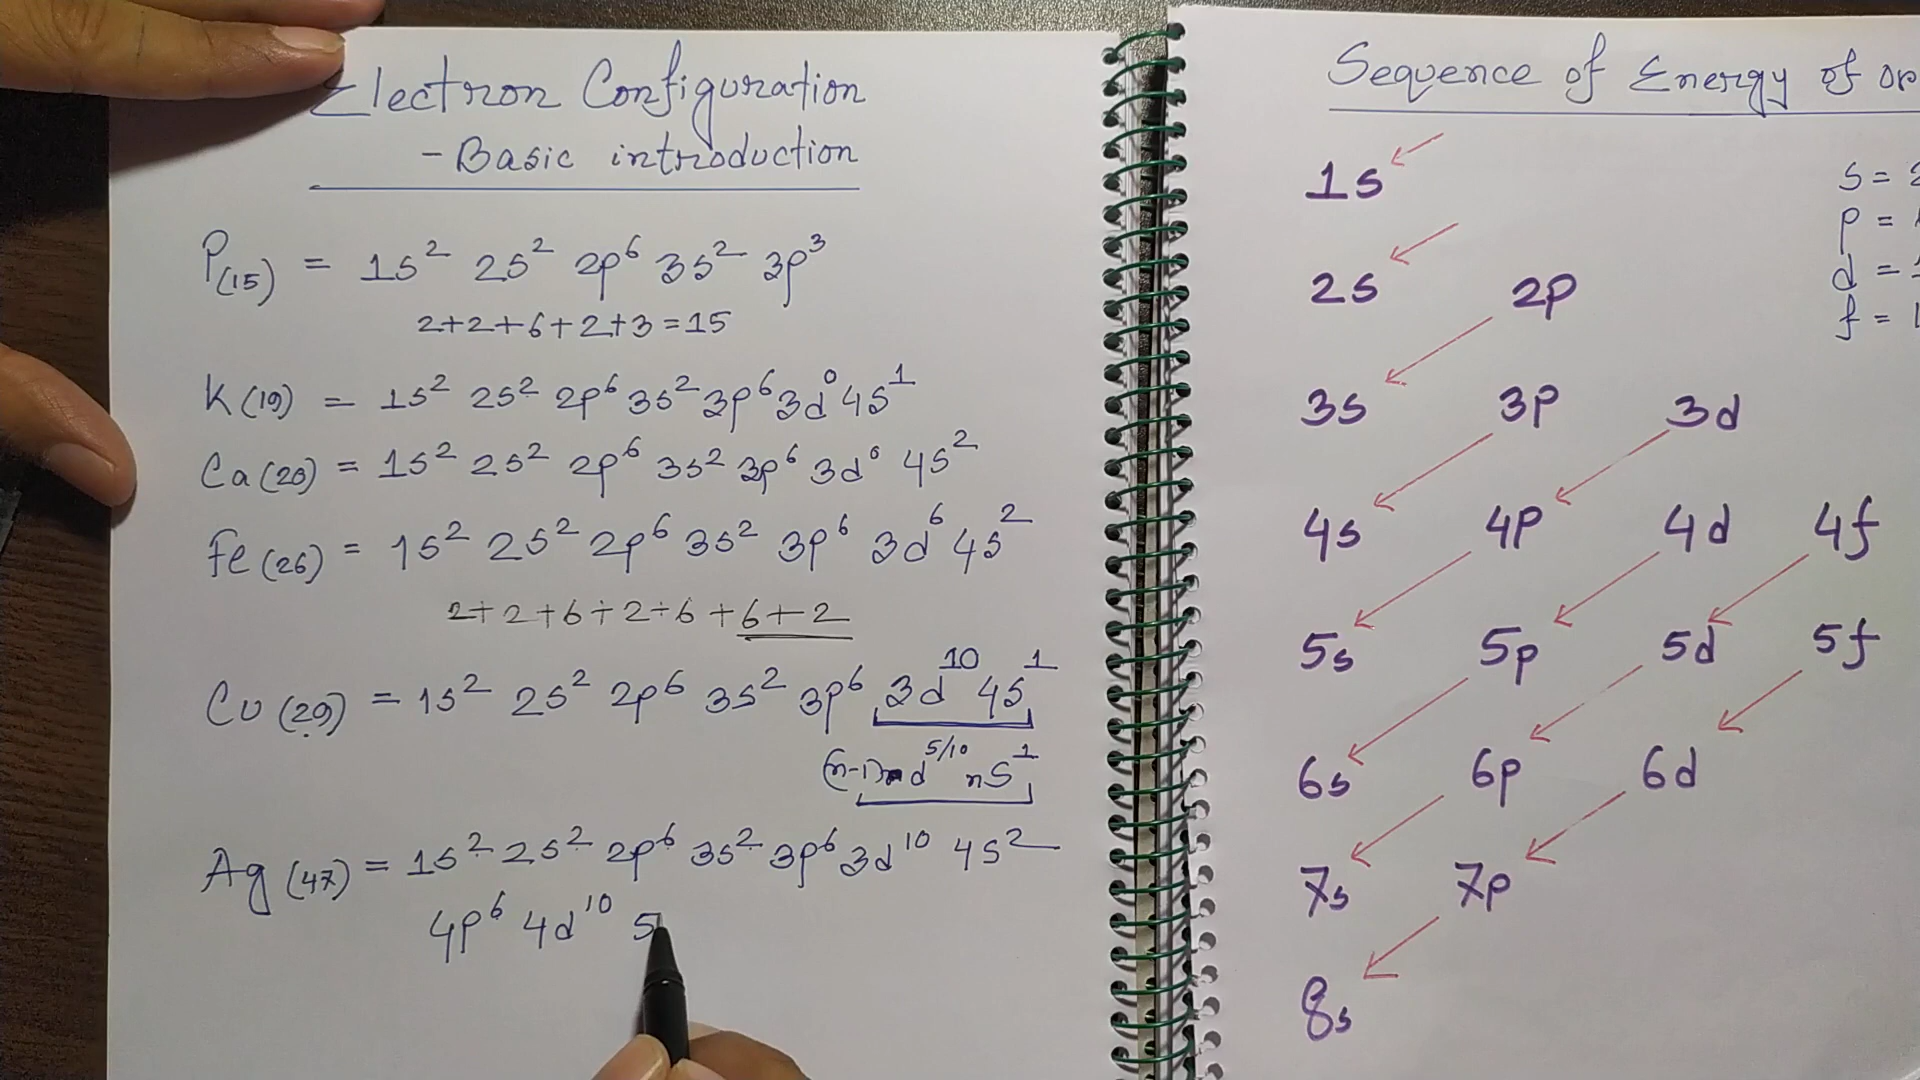 Electron Configuration
- Basic introduction
P(15) = 1s² 2s² 2p⁶ 3s² 3p³
2+2+6+2+3=15
K(19) = 1s² 2s² 2p⁶ 3s² 3p⁶ 3d⁰ 4s¹
Ca(20) = 1s² 2s² 2p⁶ 3s² 3p⁶ 3d⁰ 4s²
Fe(26) = 1s² 2s² 2p⁶ 3s² 3p⁶ 3d⁶ 4s²
2+2+6+2+6+6+2
Cu(29) = 1s² 2s² 2p⁶ 3s² 3p⁶ 3d¹⁰ 4s¹
(n-1)d⁵/¹⁰ ns¹
Ag(47) = 1s² 2s² 2p⁶ 3s² 3p⁶ 3d¹⁰ 4s²
4p⁶ 4d¹⁰ 5
Sequence of Energy of
1s
2s 2p
3s 3p 3d
4s 4p 4d 4f
5s 5p 5d 5f
6s 6p 6d
7s 7p
8s
s =
p =
d =
f =